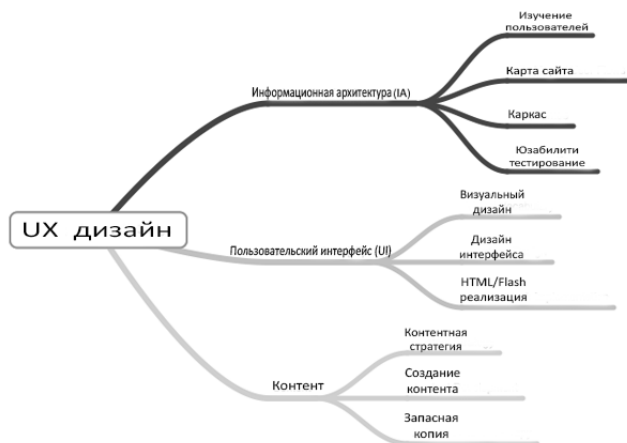 Изучение
пользователей
Информационная архитектура (IA)
Карта сайта
Каркас
Юзабилити
тестирование
UX дизайн
Визуальный
дизайн
Пользовательский интерфейс (UI)
Дизайн
интерфейса
HTML/Flash
реализация
Контентная
стратегия
Контент
Создание
контента
Запасная
копия